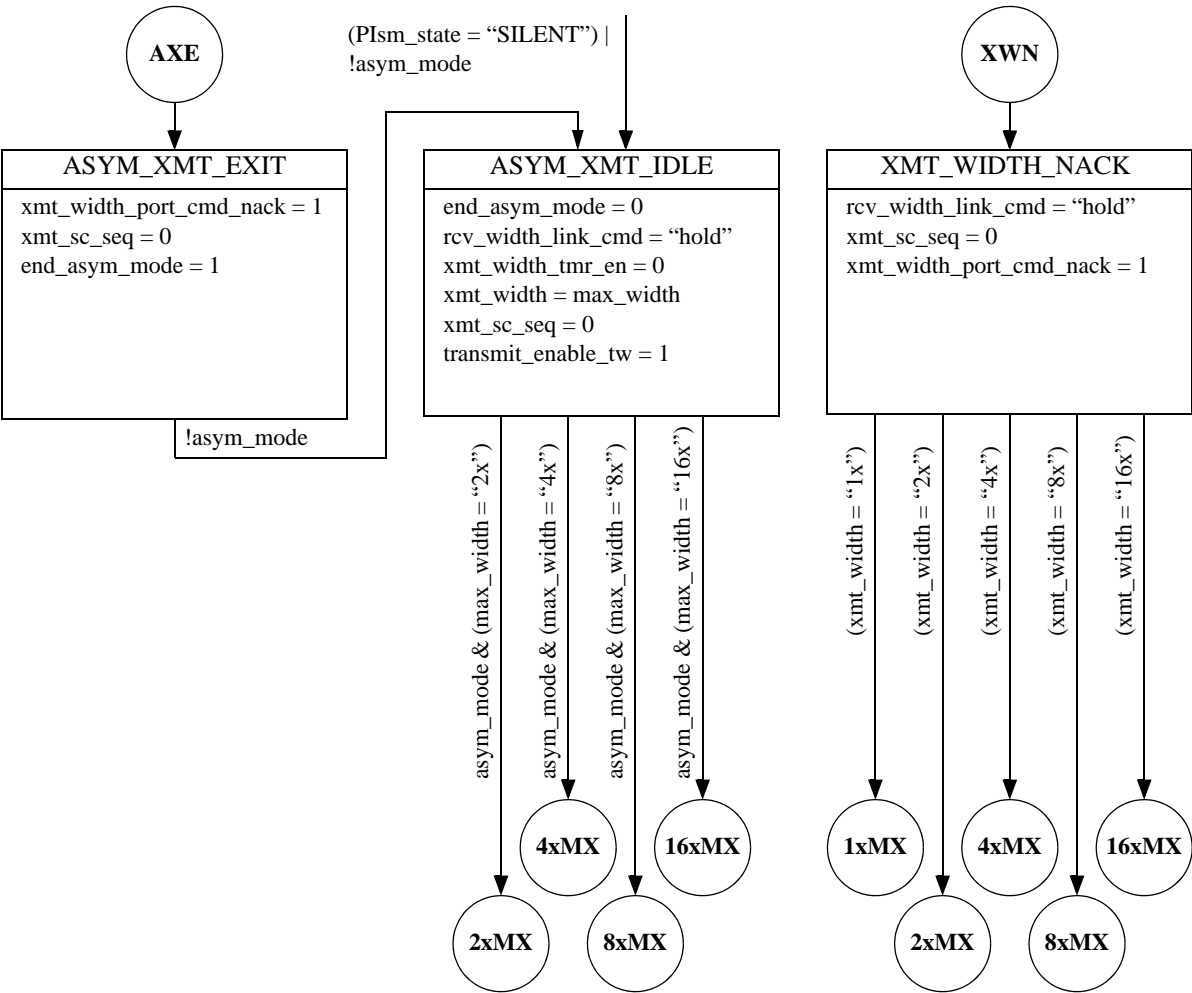 AXE
(PIsm_state = “SILENT”) |
!asym_mode
XWN
ASYM_XMT_EXIT
xmt_width_port_cmd_nack = 1
xmt_sc_seq = 0
end_asym_mode = 1
!asym_mode
ASYM_XMT_IDLE
end_asym_mode = 0
rcv_width_link_cmd = “hold”
xmt_width_tmr_en = 0
xmt_width = max_width
xmt_sc_seq = 0
transmit_enable_tw = 1
XMT_WIDTH_NACK
rcv_width_link_cmd = “hold”
xmt_sc_seq = 0
xmt_width_port_cmd_nack = 1
asym_mode & (max_width = “2x”)
asym_mode & (max_width = “4x”)
asym_mode & (max_width = “8x”)
asym_mode & (max_width = “16x”)
(xmt_width = “1x”)
(xmt_width = “2x”)
(xmt_width = “4x”)
(xmt_width = “8x”)
(xmt_width = “16x”)
4xMX
16xMX
1xMX
4xMX
16xMX
2xMX
8xMX
2xMX
8xMX